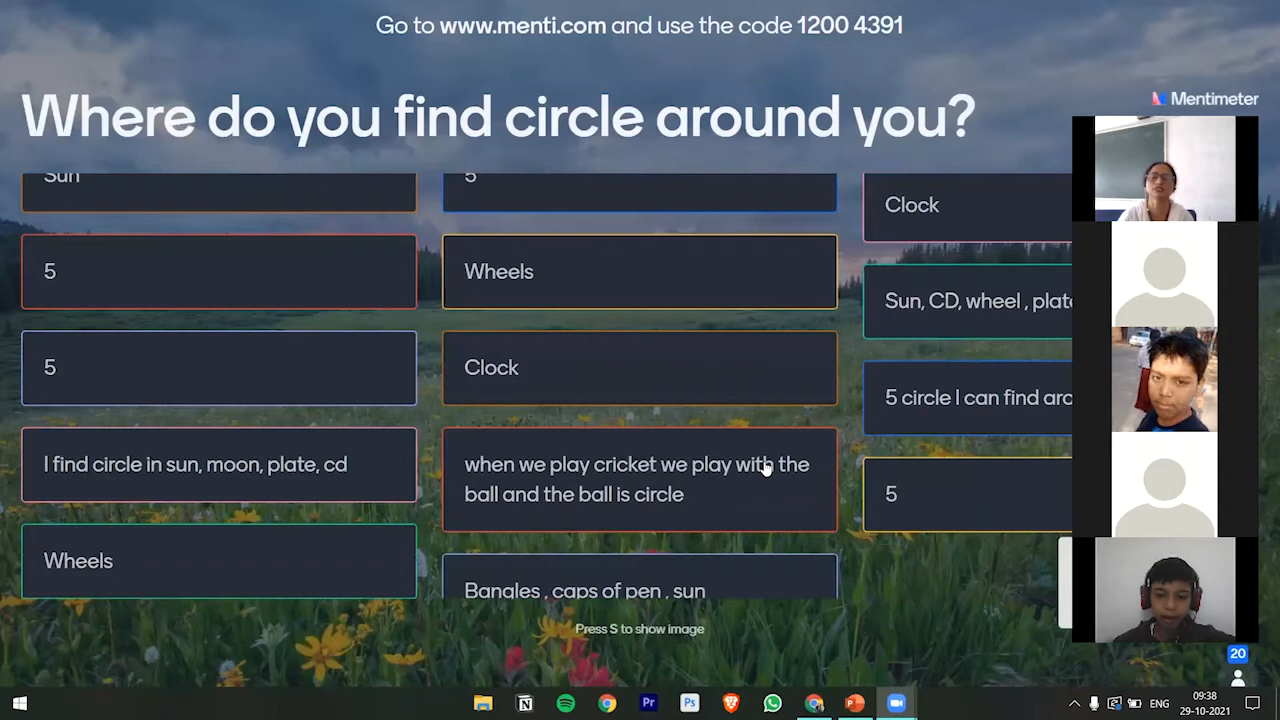 Go to www.menti.com and use the code 1200 4391
Where do you find circle around you?
Mentimeter
Sun
5
Clock
5
Wheels
Sun, CD, wheel , plate
5
Clock
5 circle I can find aro
I find circle in sun, moon, plate, cd
when we play cricket we play with the
ball and the ball is circle
5
Wheels
Bangles , caps of pen , sun
Press S to show image
20
ENG
09:38
29-10-2021